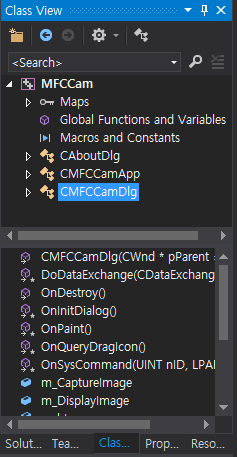 Class View
<Search>
MFCCam
Maps
Global Functions and Variables
Macros and Constants
CAboutDlg
CMFCCamApp
CMFCCamDlg
CMFCCamDlg(CWnd * pParent =
DoDataExchange(CDataExchang
OnDestroy()
OnInitDialog()
OnPaint()
OnQueryDragIcon()
OnSysCommand(UINT nID, LPAR
m_CaptureImage
m_DisplayImage
Solut... Tea... Clas... Prop... Reso...